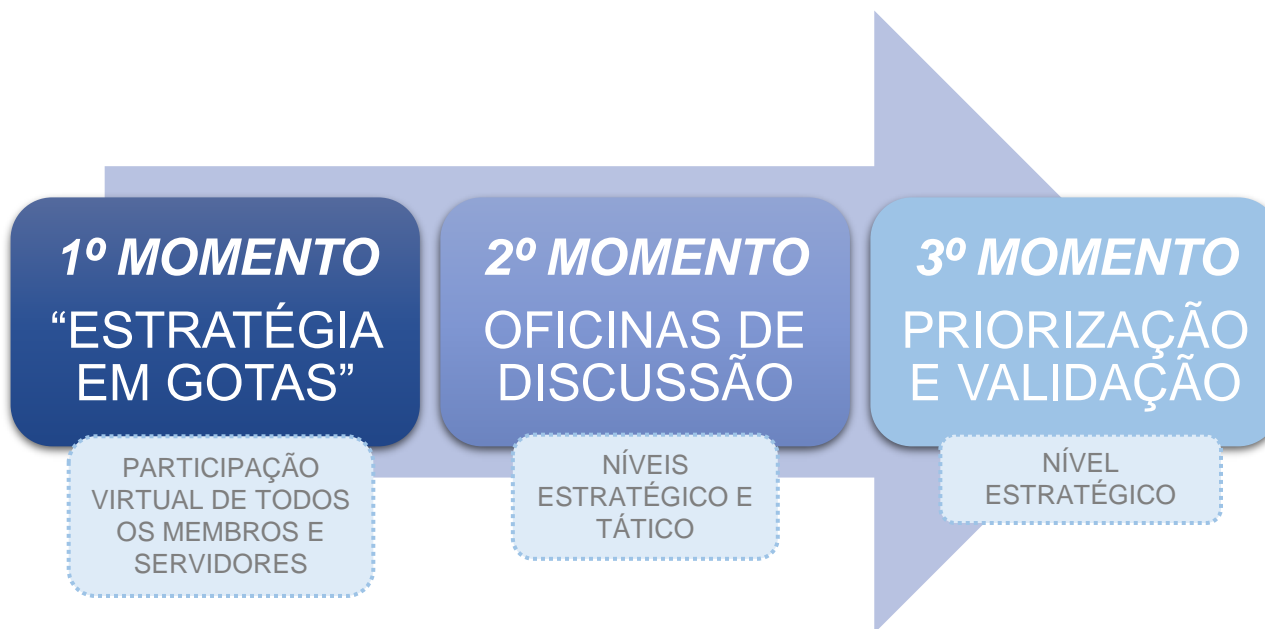 1º MOMENTO
“ESTRATÉGIA
EM GOTAS”
PARTICIPAÇÃO
VIRTUAL DE TODOS
OS MEMBROS E
SERVIDORES
2º MOMENTO
OFICINAS DE
DISCUSSÃO
NÍVEIS
ESTRATÉGICO E
TÁTICO
3º MOMENTO
PRIORIZAÇÃO
E VALIDAÇÃO
NÍVEL
ESTRATÉGICO